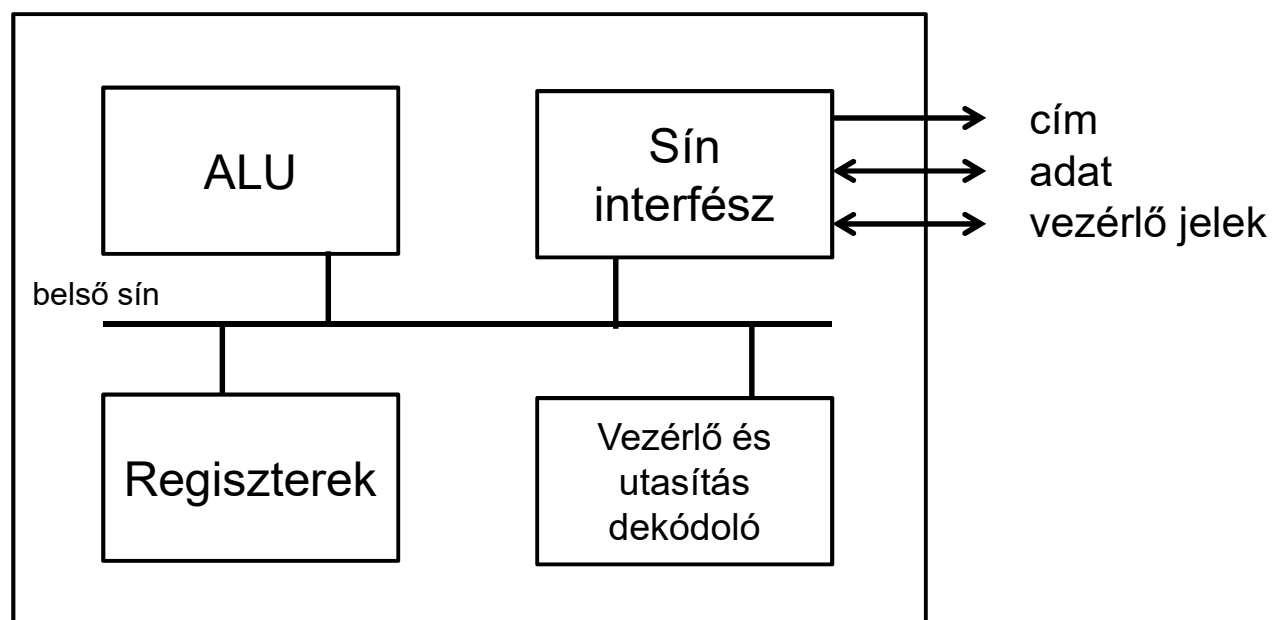 ALU
Sín
interfész
cím
adat
vezérlő jelek
belső sín
Regiszterek
Vezérlő és
utasítás
dekódoló